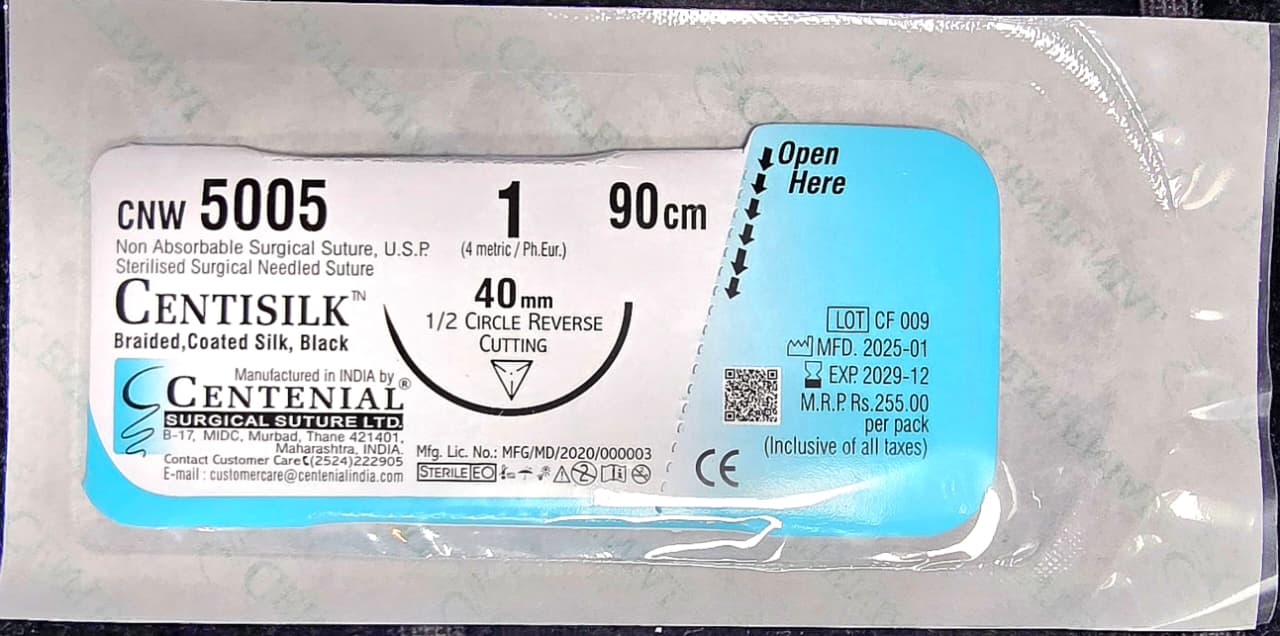 CNW 5005
1
90cm
Non Absorbable Surgical Suture, U.S.P.
(4 metric / Ph.Eur.)
Sterilised Surgical Needled Suture
CENTISILK™
Braided,Coated Silk, Black
40mm
1/2 CIRCLE REVERSE
CUTTING
Manufactured in INDIA by
CENTENIAL®
SURGICAL SUTURE LTD.
B-17, MIDC, Murbad, Thane 421401,
Maharashtra, INDIA.
Contact Customer Care (2524)222905
E-mail : customercare@centenialindia.com
Mfg. Lic. No.: MFG/MD/2020/000003
STERILE EO
2
Open
Here
LOT CF 009
MFD. 2025-01
EXP. 2029-12
M.R.P Rs.255.00
per pack
(Inclusive of all taxes)
CE